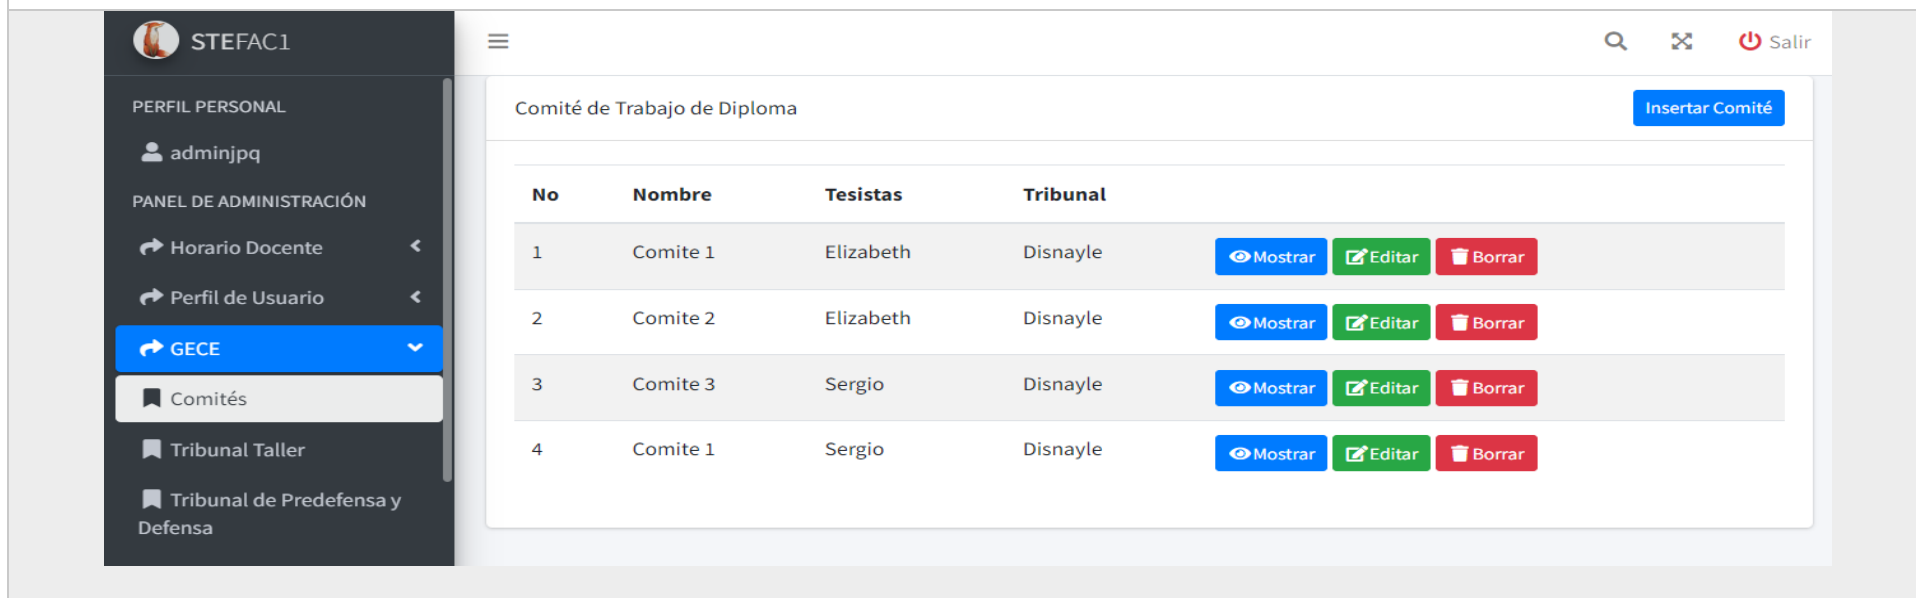 STEFAC1
Salir
PERFIL PERSONAL
adminjpq
PANEL DE ADMINISTRACIÓN
Horario Docente
Perfil de Usuario
GECE
Comités
Tribunal Taller
Tribunal de Predefensa y
Defensa
Comité de Trabajo de Diploma Insertar Comité
No Nombre Tesistas Tribunal
1 Comite 1 Elizabeth Disnayle Mostrar Editar Borrar
2 Comite 2 Elizabeth Disnayle Mostrar Editar Borrar
3 Comite 3 Sergio Disnayle Mostrar Editar Borrar
4 Comite 1 Sergio Disnayle Mostrar Editar Borrar